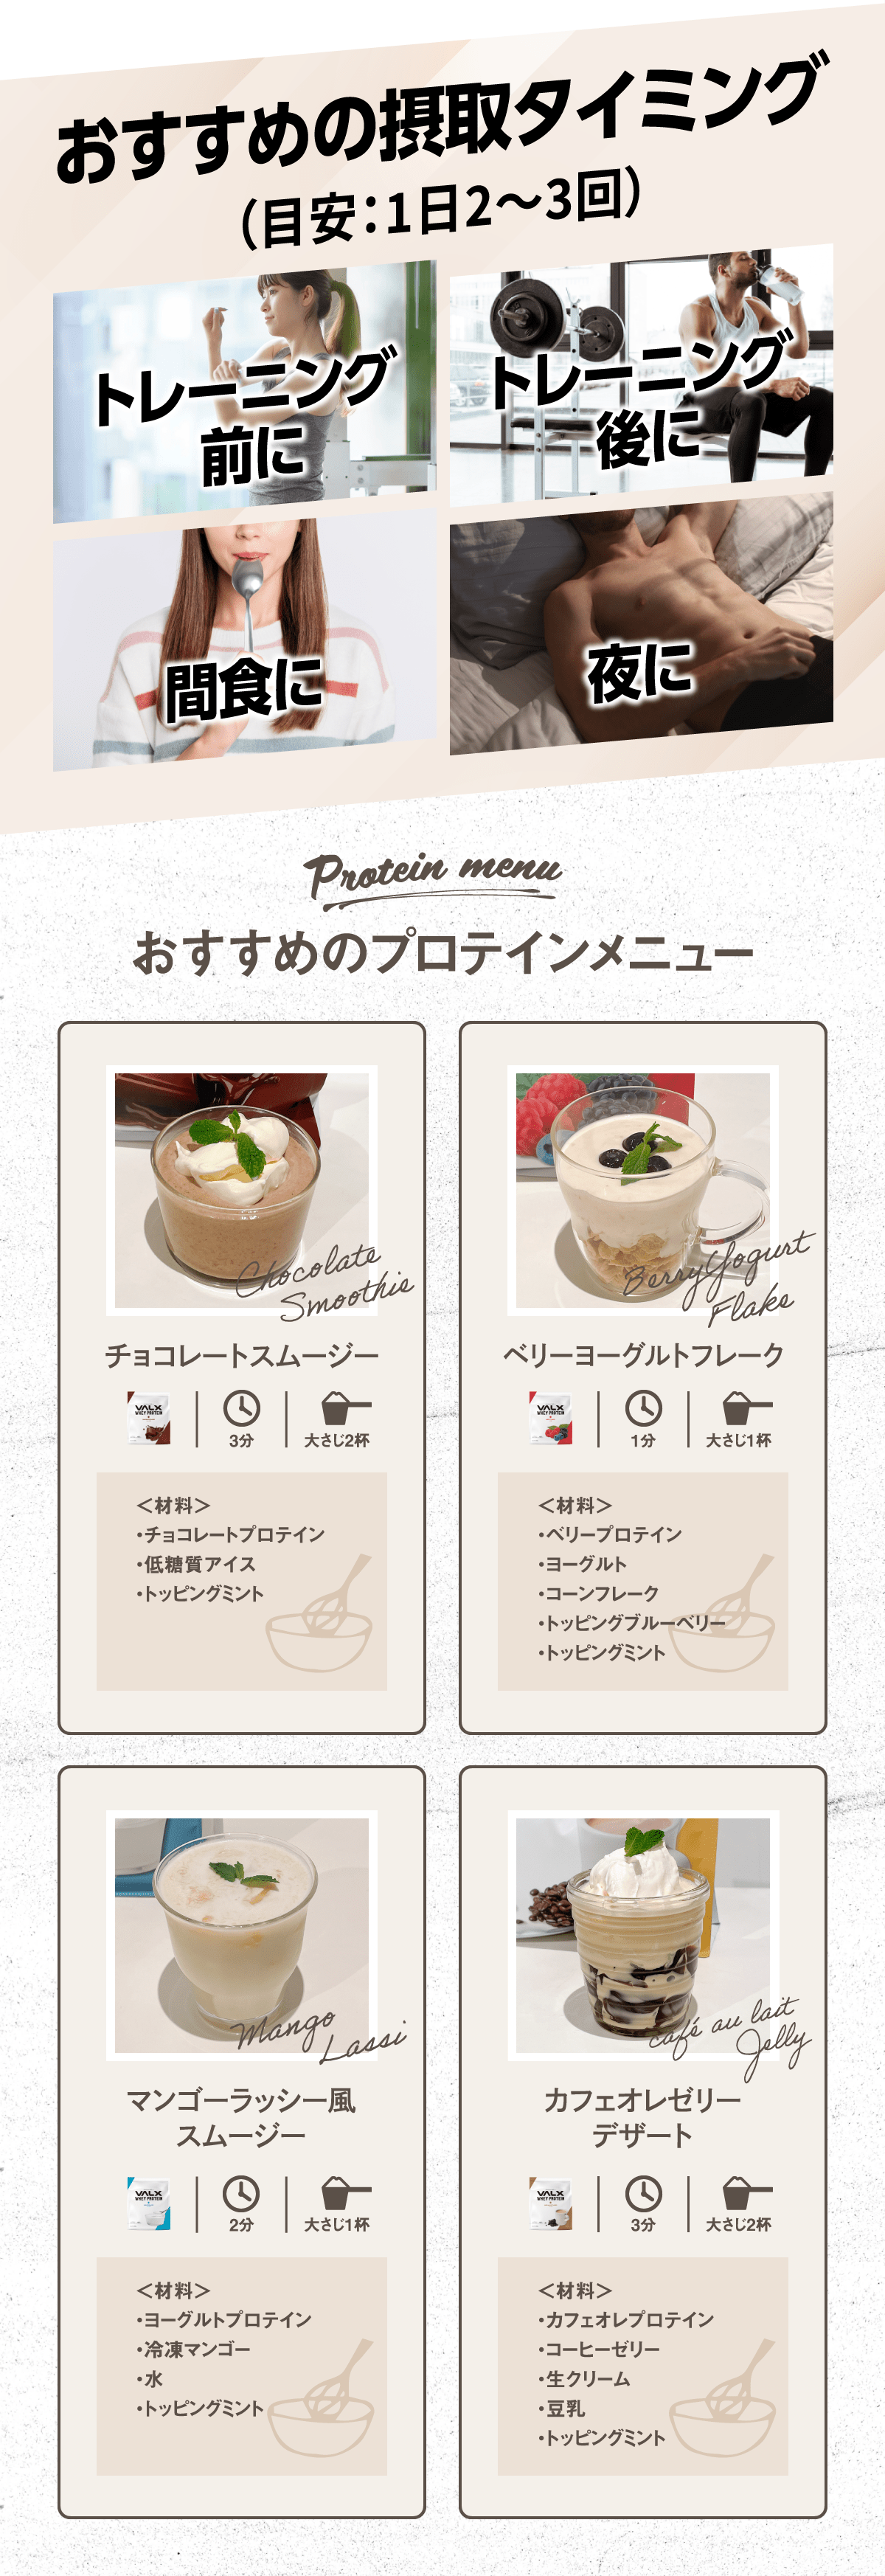 おすすめの摂取タイミング
(目安:1日2〜3回)
トレーニング
前に
トレーニング
後に
間食に
夜に
Protein menu
おすすめのプロテインメニュー
Chocolate
Smoothie
チョコレートスムージー
VALX
WHEY PROTEIN
3分
大さじ2杯
<材料>
・チョコレートプロテイン
・低糖質アイス
・トッピングミント
Berry Yogurt
Flake
ベリーヨーグルトフレーク
VALX
WHEY PROTEIN
1分
大さじ1杯
<材料>
・ベリープロテイン
・ヨーグルト
・コーンフレーク
・トッピングブルーベリー
・トッピングミント
Mango
Lassi
マンゴーラッシー風
スムージー
VALX
WHEY PROTEIN
2分
大さじ1杯
<材料>
・ヨーグルトプロテイン
・冷凍マンゴー
・水
・トッピングミント
café au lait
Jelly
カフェオレゼリー
デザート
VALX
WHEY PROTEIN
3分
大さじ2杯
<材料>
・カフェオレプロテイン
・コーヒーゼリー
・生クリーム
・豆乳
・トッピングミント